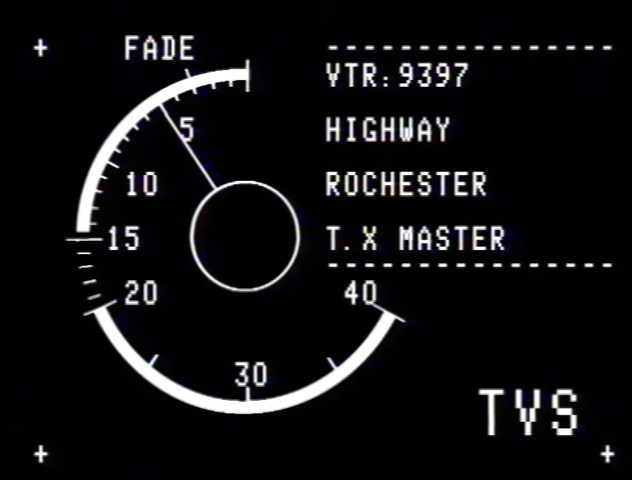 FADE
VTR:9397
5
HIGHWAY
10
ROCHESTER
15
T.X MASTER
20
40
30
TVS